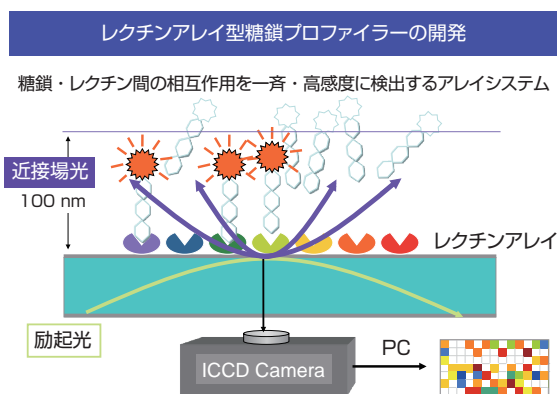 レクチンアレイ型糖鎖プロファイラーの開発
糖鎖・レクチン間の相互作用を一斉・高感度に検出するアレイシステム
近接場光
100 nm
レクチンアレイ
励起光
ICCD Camera
PC